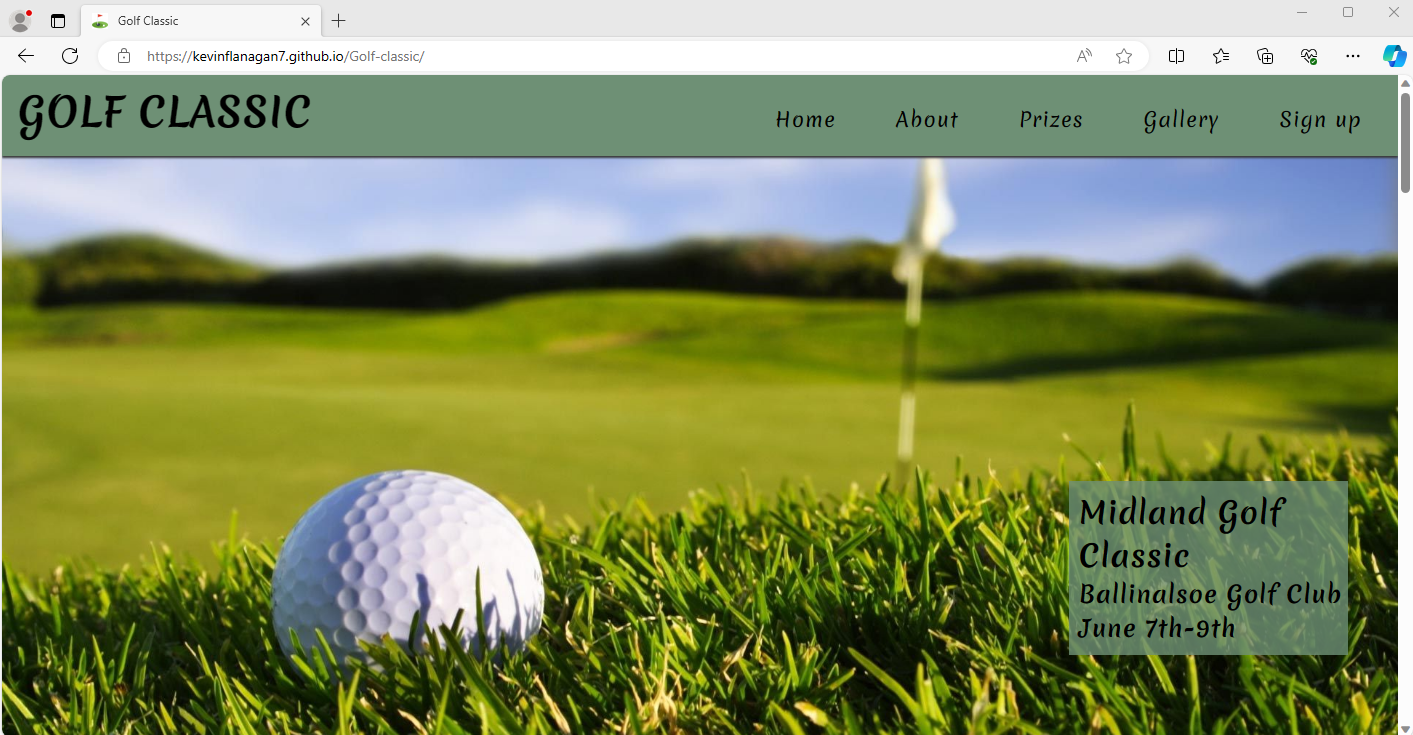 Golf Classic
https://kevinflanagan7.github.io/Golf-classic/
GOLF CLASSIC
Home About Prizes Gallery Sign up
Midland Golf
Classic
Ballinalsoe Golf Club
June 7th-9th